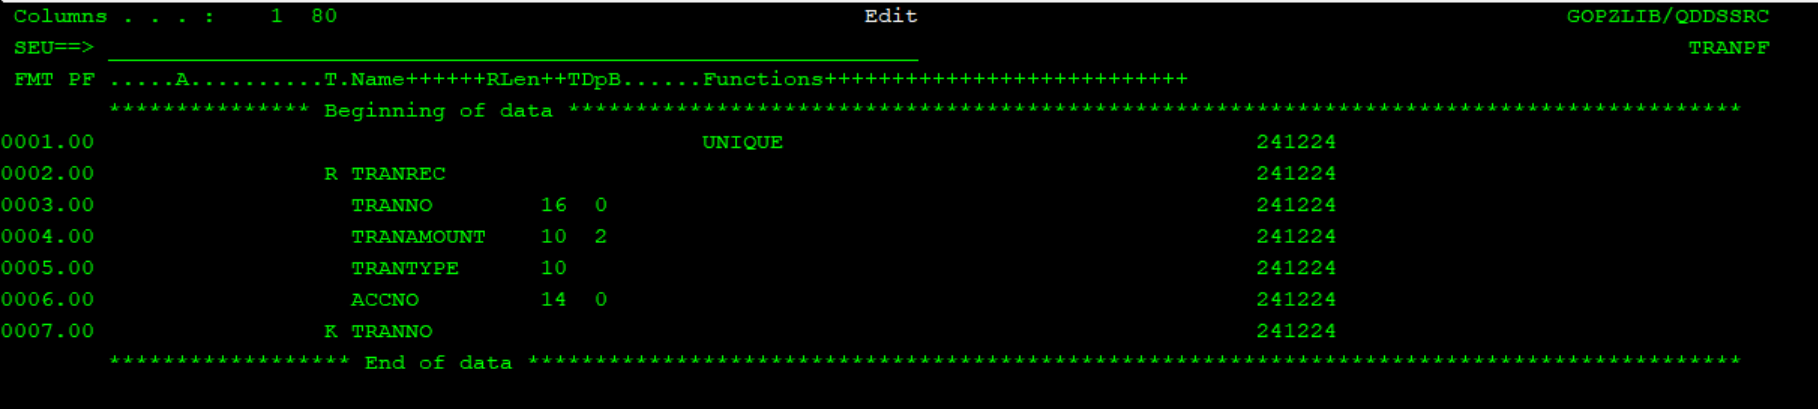 Columns . . . :    1  80                                       Edit                                                GOPZLIB/QDDSSRC
SEU==> ____________________________________________________________ TRANPF
FMT PF .....A..........T.Name++++++RLen++TDpB......Functions+++++++++++++++++++++++++++
*************** Beginning of data ***************************************************************************************
0001.00                                             UNIQUE                                   241224
0002.00                 R TRANREC                                                            241224
0003.00                   TRANNO        16  0                                                241224
0004.00                   TRANAMOUNT    10  2                                                241224
0005.00                   TRANTYPE      10                                                   241224
0006.00                   ACCNO         14  0                                                241224
0007.00                 K TRANNO                                                             241224
****************** End of data ******************************************************************************************